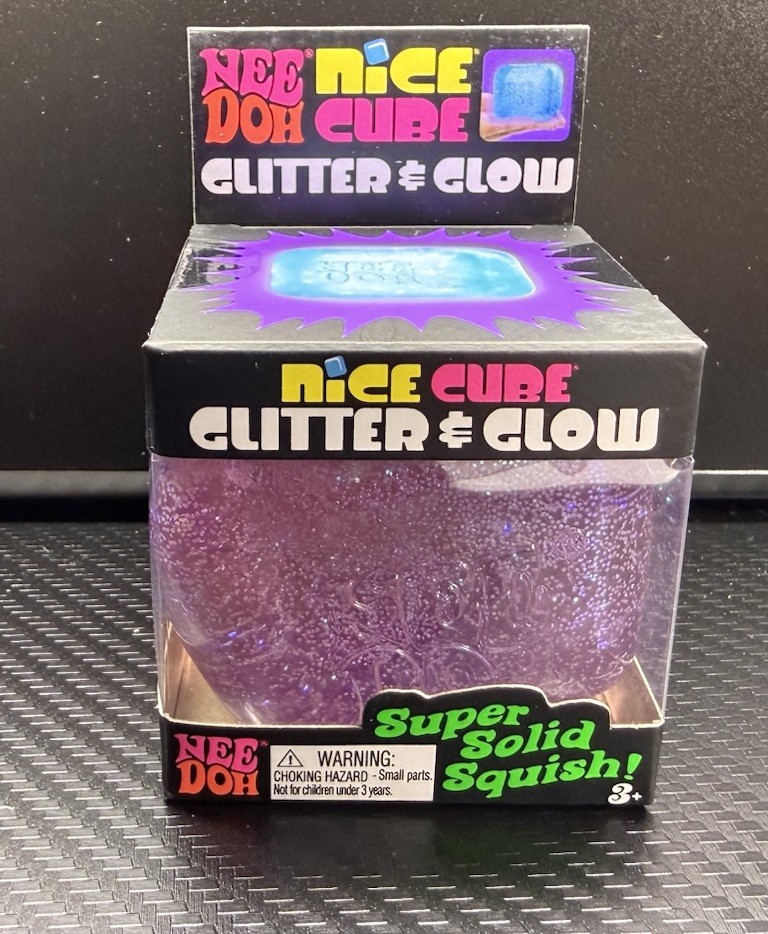 NEE DOH® NiCE CUBE®
GLITTER & GLOW
NiCE CUBE®
GLITTER & GLOW
NEE DOH®
WARNING:
CHOKING HAZARD - Small parts.
Not for children under 3 years.
Super
Solid
Squish!
3+